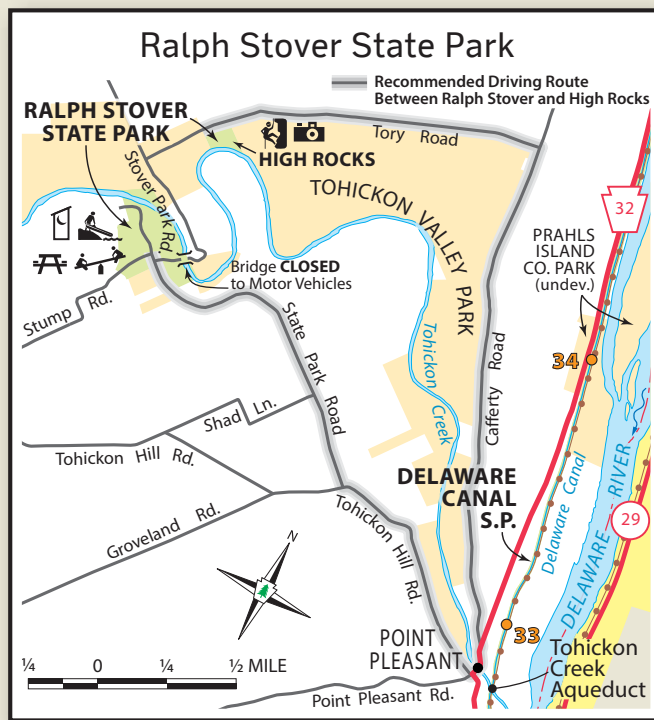 Ralph Stover State Park
Recommended Driving Route
Between Ralph Stover and High Rocks
RALPH STOVER
STATE PARK
Stover Park Rd.
HIGH ROCKS
Tory Road
TOHICKON VALLEY PARK
32
PRAHLS
ISLAND
CO. PARK
(undev.)
Bridge CLOSED
to Motor Vehicles
Stump Rd.
State Park Road
Tohickon Creek
Cafferty Road
34
Shad Ln.
Tohickon Hill Rd.
DELAWARE
CANAL
S.P.
Groveland Rd.
Tohickon Hill Rd.
Delaware Canal
DELAWARE RIVER
29
N
33
POINT
PLEASANT
Tohickon
Creek
Aqueduct
¼ 0 ¼ ½ MILE
Point Pleasant Rd.